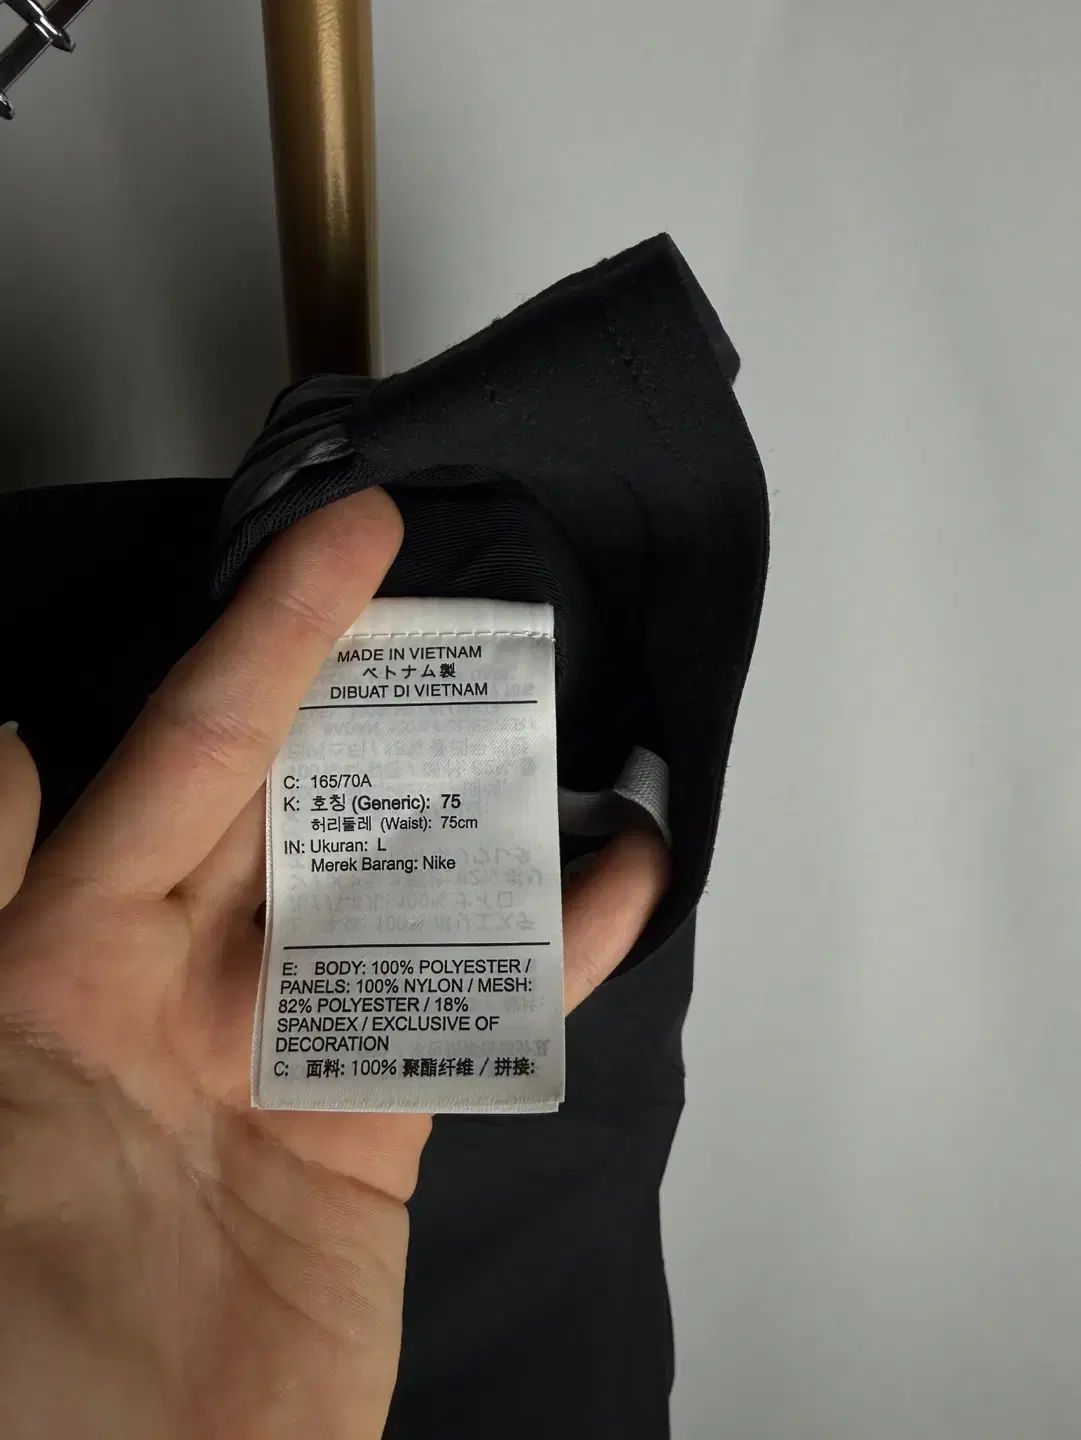 MADE IN VIETNAM
ベトナム製
DIBUAT DI VIETNAM
C: 165/70A
K: 호칭 (Generic): 75
허리둘레 (Waist): 75cm
IN: Ukuran: L
Merek Barang: Nike
E: BODY: 100% POLYESTER /
PANELS: 100% NYLON / MESH:
82% POLYESTER / 18%
SPANDEX / EXCLUSIVE OF
DECORATION
C: 面料: 100% 聚酯纤维 / 拼接: